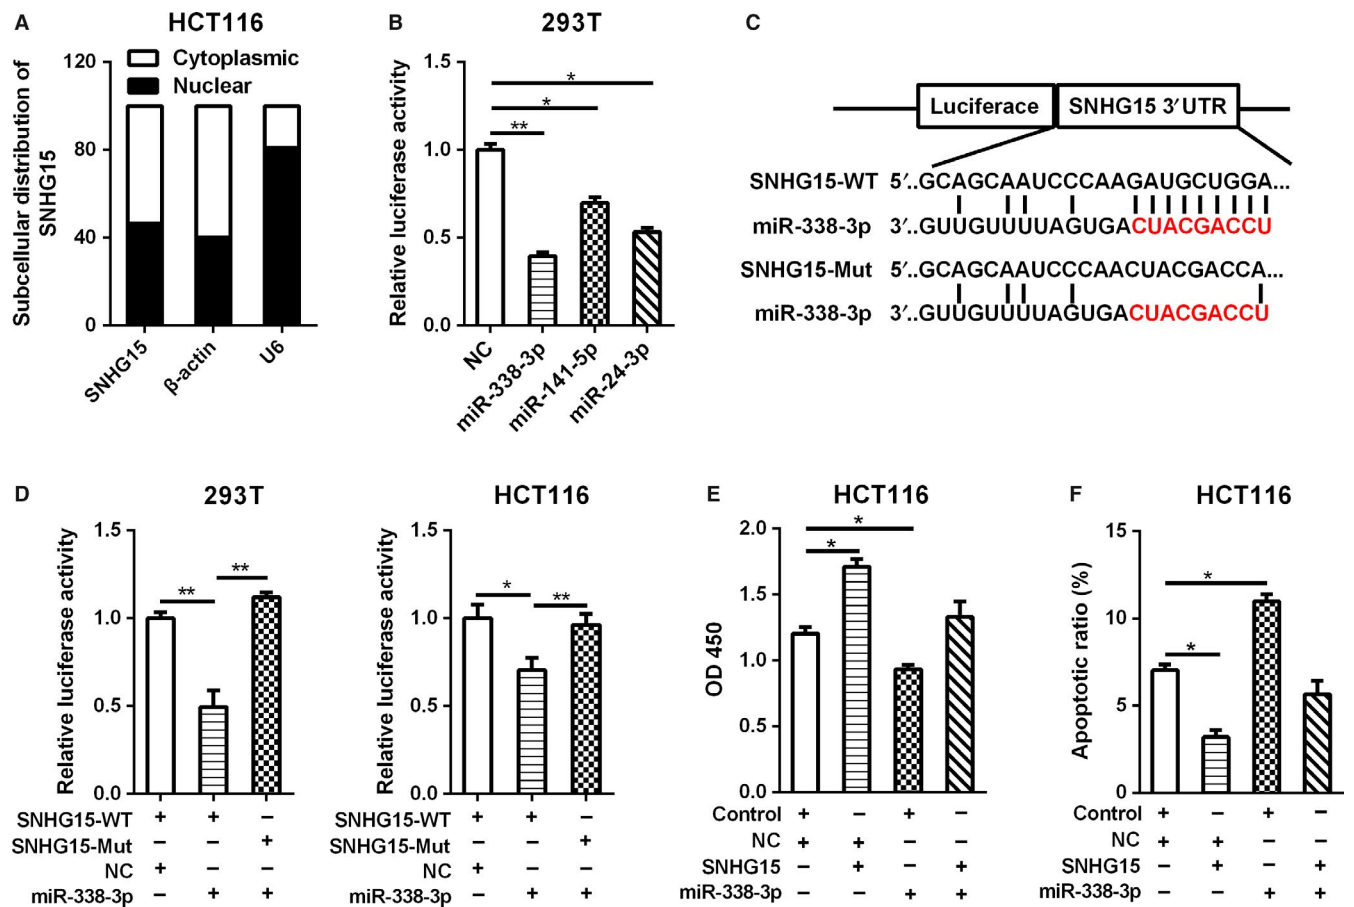 A
HCT116
Cytoplasmic
Nuclear
Subcellular distribution of
SNHG15
120
80
40
0
SNHG15
β-actin
U6
B
293T
Relative luciferase activity
1.5
1.0
0.5
0.0
*
*
**
NC
miR-338-3p
miR-141-5p
miR-24-3p
C
Luciferace
SNHG15 3′UTR
SNHG15-WT 5′..GCAGCAAUCCCAAGAUGCUGGA...
miR-338-3p 3′..GUUGUUUUAGUGACUACGACCU
SNHG15-Mut 5′..GCAGCAAUCCCAACUACGACCA...
miR-338-3p 3′..GUUGUUUUAGUGACUACGACCU
D
293T
Relative luciferase activity
1.5
1.0
0.5
0.0
**
**
SNHG15-WT + + −
SNHG15-Mut − − +
NC + − −
miR-338-3p − + +
HCT116
Relative luciferase activity
1.5
1.0
0.5
0.0
*
**
SNHG15-WT + + −
SNHG15-Mut − − +
NC + − −
miR-338-3p − + +
E
HCT116
OD 450
2.0
1.5
1.0
0.5
0.0
*
*
Control + − + −
NC + + − −
SNHG15 − + − +
miR-338-3p − − + +
F
HCT116
Apoptotic ratio (%)
15
10
5
0
*
*
Control + − + −
NC + + − −
SNHG15 − + − +
miR-338-3p − − + +